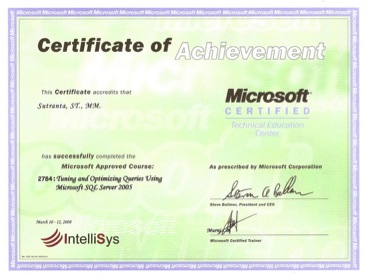 Certificate of Achievement
This Certificate accredits that
Sutranta, ST., MM.
Microsoft
CERTIFIED
Technical Education
Center
has successfully completed the
Microsoft Approved Course:
2784: Tuning and Optimizing Queries Using
Microsoft SQL Server 2005
As prescribed by Microsoft Corporation
Steve Ballmer, President and CEO
March 10 - 12, 2008
IntelliSys
Microsoft Certified Trainer